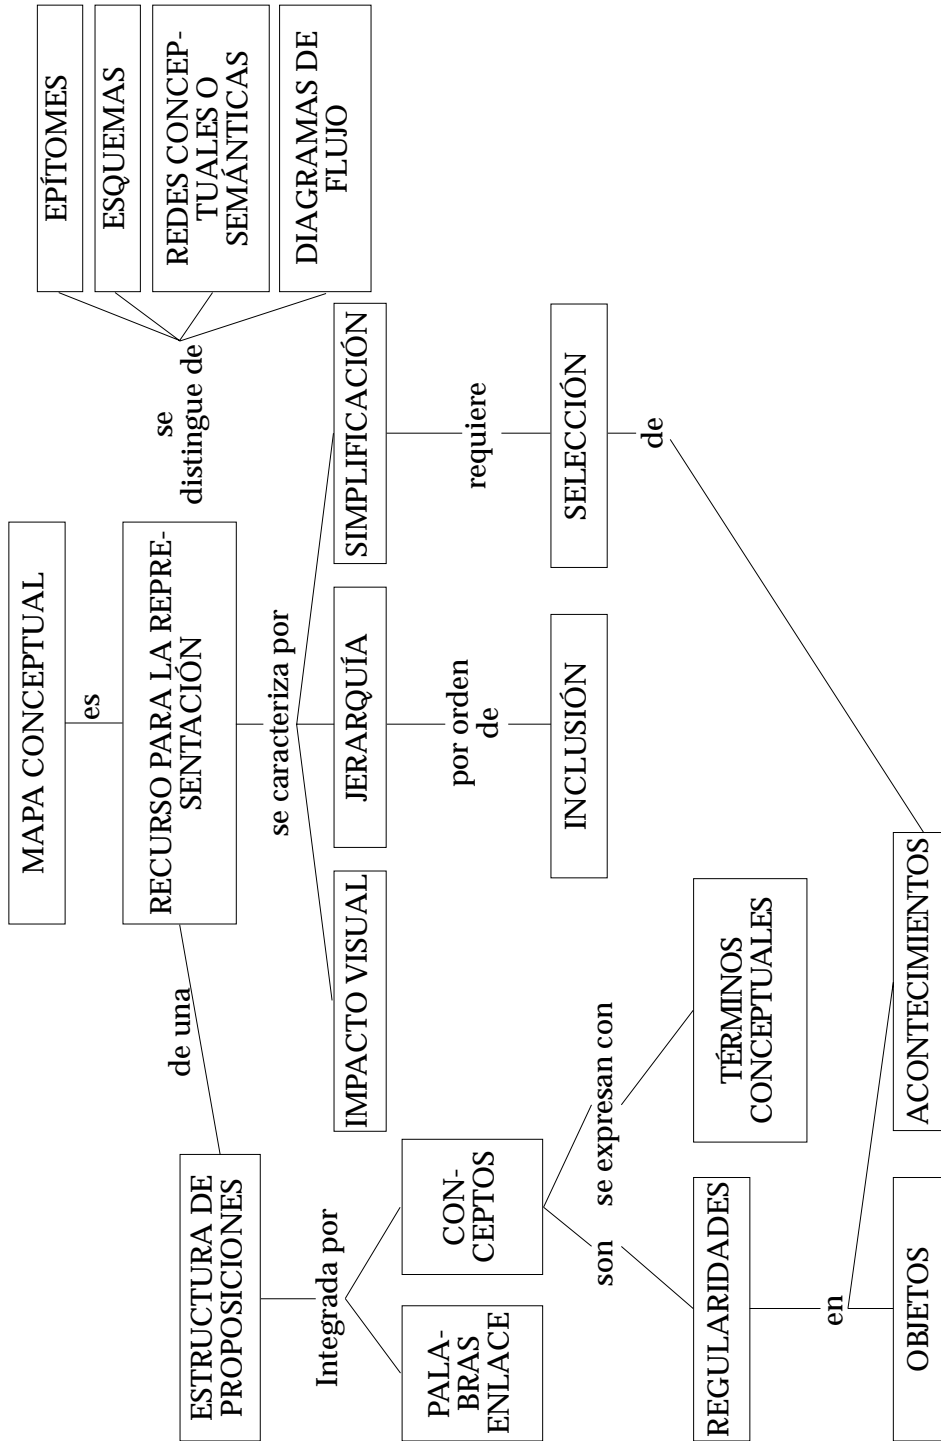 MAPA CONCEPTUAL
es
RECURSO PARA LA REPRE-
SENTACIÓN
se
distingue de
EPÍTOMES
ESQUEMAS
REDES CONCEP-
TUALES O
SEMÁNTICAS
DIAGRAMAS DE
FLUJO
de una
ESTRUCTURA DE
PROPOSICIONES
se caracteriza por
IMPACTO VISUAL
JERARQUÍA
SIMPLIFICACIÓN
Integrada por
PALA-
BRAS
ENLACE
CON-
CEPTOS
por orden
de
requiere
INCLUSIÓN
SELECCIÓN
son
se expresan con
de
REGULARIDADES
TÉRMINOS
CONCEPTUALES
en
OBJETOS
ACONTECIMIENTOS